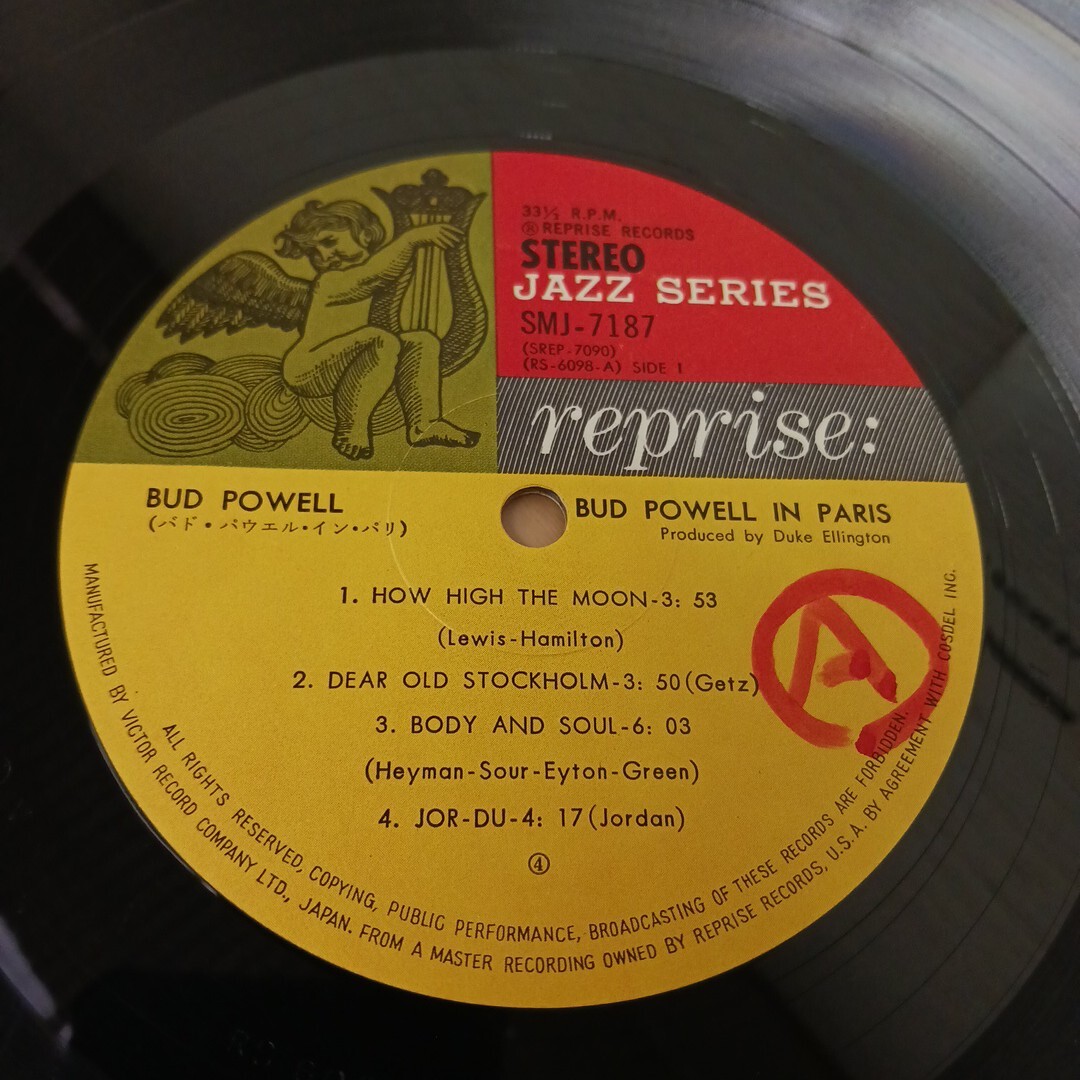 33⅓ R.P.M.
Ⓡ REPRISE RECORDS
STEREO
JAZZ SERIES
SMJ-7187
(SREP-7090)
(RS-6098-A) SIDE 1
reprise:
BUD POWELL
(バド・パウエル・イン・パリ)
BUD POWELL IN PARIS
Produced by Duke Ellington
1. HOW HIGH THE MOON-3: 53
(Lewis-Hamilton)
2. DEAR OLD STOCKHOLM-3: 50(Getz)
3. BODY AND SOUL-6: 03
(Heyman-Sour-Eyton-Green)
4. JOR-DU-4: 17(Jordan)
④
A
ALL RIGHTS RESERVED, COPYING, PUBLIC PERFORMANCE, BROADCASTING OF THESE RECORDS ARE FORBIDDEN.
MANUFACTURED BY VICTOR RECORD COMPANY LTD., JAPAN. FROM A MASTER RECORDING OWNED BY REPRISE RECORDS, U.S.A. BY AGREEMENT WITH COSDEL INC.